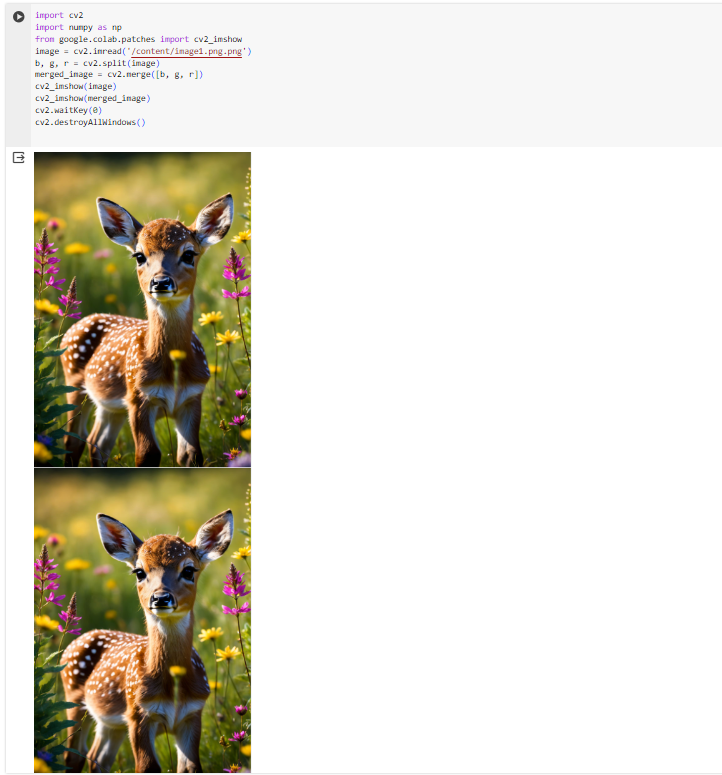 import cv2
import numpy as np
from google.colab.patches import cv2_imshow
image = cv2.imread('/content/image1.png.png')
b, g, r = cv2.split(image)
merged_image = cv2.merge([b, g, r])
cv2_imshow(image)
cv2_imshow(merged_image)
cv2.waitKey(0)
cv2.destroyAllWindows()